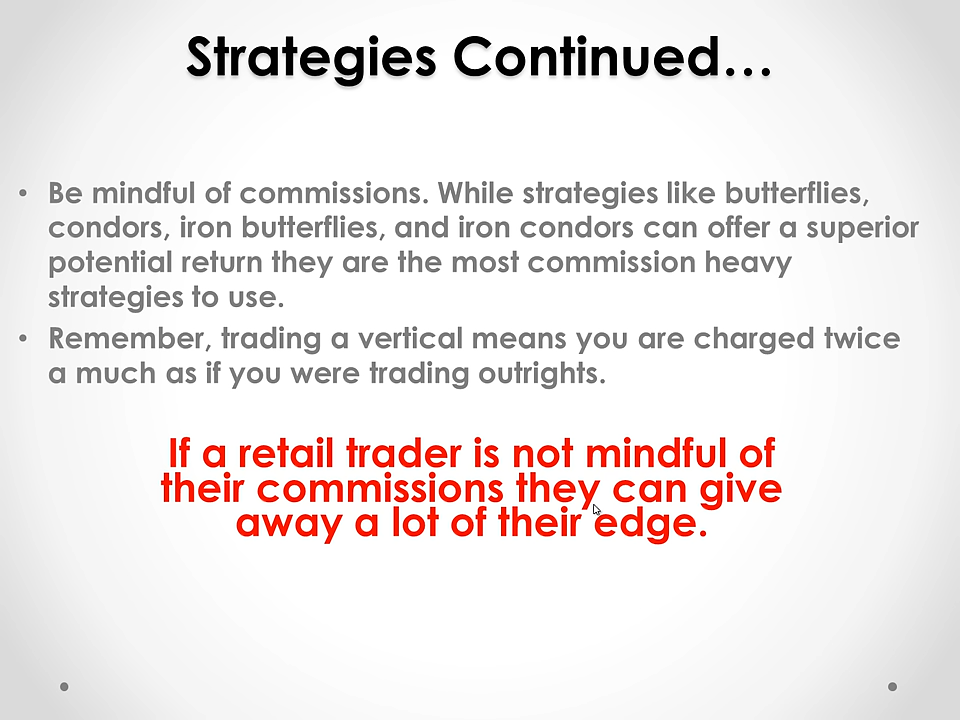 Strategies Continued...
• Be mindful of commissions. While strategies like butterflies,
condors, iron butterflies, and iron condors can offer a superior
potential return they are the most commission heavy
strategies to use.
• Remember, trading a vertical means you are charged twice
a much as if you were trading outrights.
If a retail trader is not mindful of
their commissions they can give
away a lot of their edge.